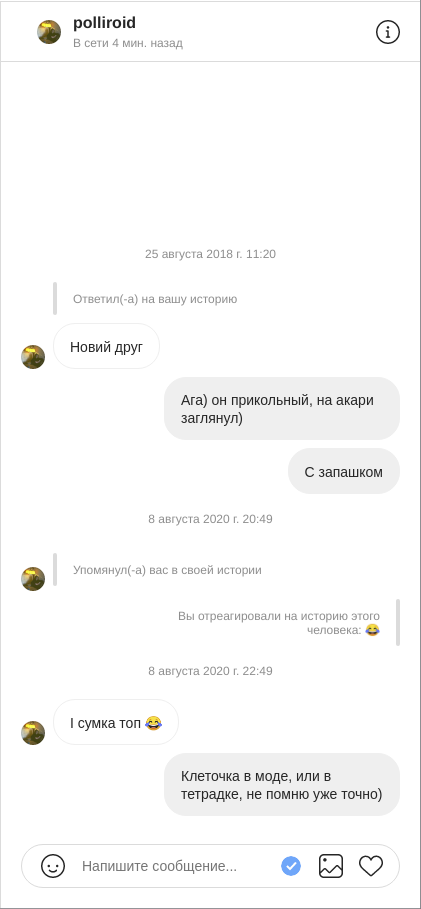 polliroid
В сети 4 мин. назад
25 августа 2018 г. 11:20
Ответил(-а) на вашу историю
Новий друг
Ага) он прикольный, на акари
заглянул)
С запашком
8 августа 2020 г. 20:49
Упомянул(-а) вас в своей истории
Вы отреагировали на историю этого
человека: 😂
8 августа 2020 г. 22:49
І сумка топ 😂
Клеточка в моде, или в
тетрадке, не помню уже точно)
Напишите сообщение...